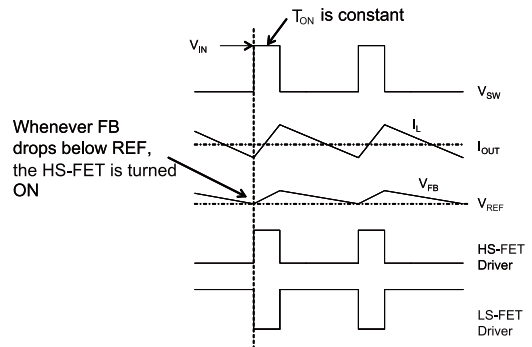 T_ON is constant
V_IN
V_SW
Whenever FB
drops below REF,
the HS-FET is turned
ON
I_L
I_OUT
V_FB
V_REF
HS-FET
Driver
LS-FET
Driver